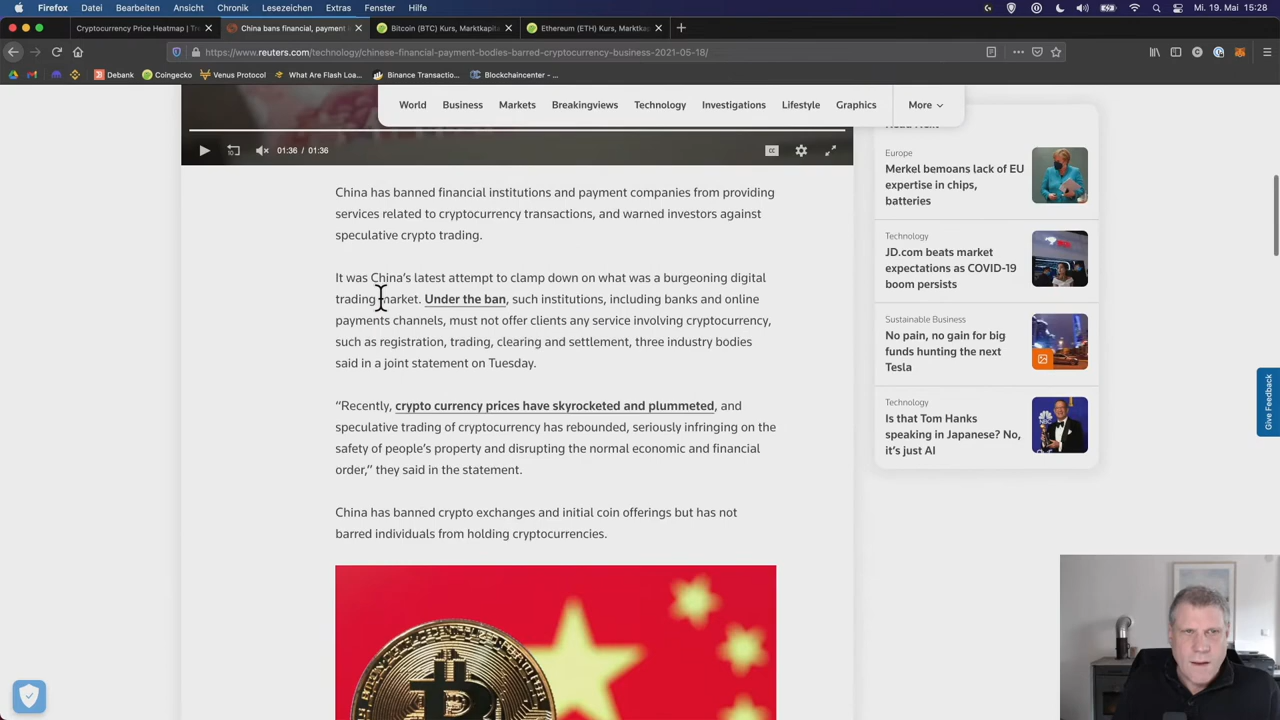 Firefox Datei Bearbeiten Ansicht Chronik Lesezeichen Extras Fenster Hilfe Mi. 19. Mai 15:28
Cryptocurrency Price Heatmap | Tr
China bans financial, payment i
Bitcoin (BTC) Kurs, Marktkapita
Ethereum (ETH) Kurs, Marktkap
https://www.reuters.com/technology/chinese-financial-payment-bodies-barred-cryptocurrency-business-2021-05-18/
Debank Coingecko Venus Protocol What Are Flash Loa... Binance Transactio... Blockchaincenter - ...
World Business Markets Breakingviews Technology Investigations Lifestyle Graphics More
01:36 / 01:36
CC
China has banned financial institutions and payment companies from providing
services related to cryptocurrency transactions, and warned investors against
speculative crypto trading.
It was China’s latest attempt to clamp down on what was a burgeoning digital
trading market. Under the ban, such institutions, including banks and online
payments channels, must not offer clients any service involving cryptocurrency,
such as registration, trading, clearing and settlement, three industry bodies
said in a joint statement on Tuesday.
“Recently, crypto currency prices have skyrocketed and plummeted, and
speculative trading of cryptocurrency has rebounded, seriously infringing on the
safety of people’s property and disrupting the normal economic and financial
order,” they said in the statement.
China has banned crypto exchanges and initial coin offerings but has not
barred individuals from holding cryptocurrencies.
Europe
Merkel bemoans lack of EU
expertise in chips,
batteries
Technology
JD.com beats market
expectations as COVID-19
boom persists
Sustainable Business
No pain, no gain for big
funds hunting the next
Tesla
Technology
Is that Tom Hanks
speaking in Japanese? No,
it’s just AI
Give Feedback